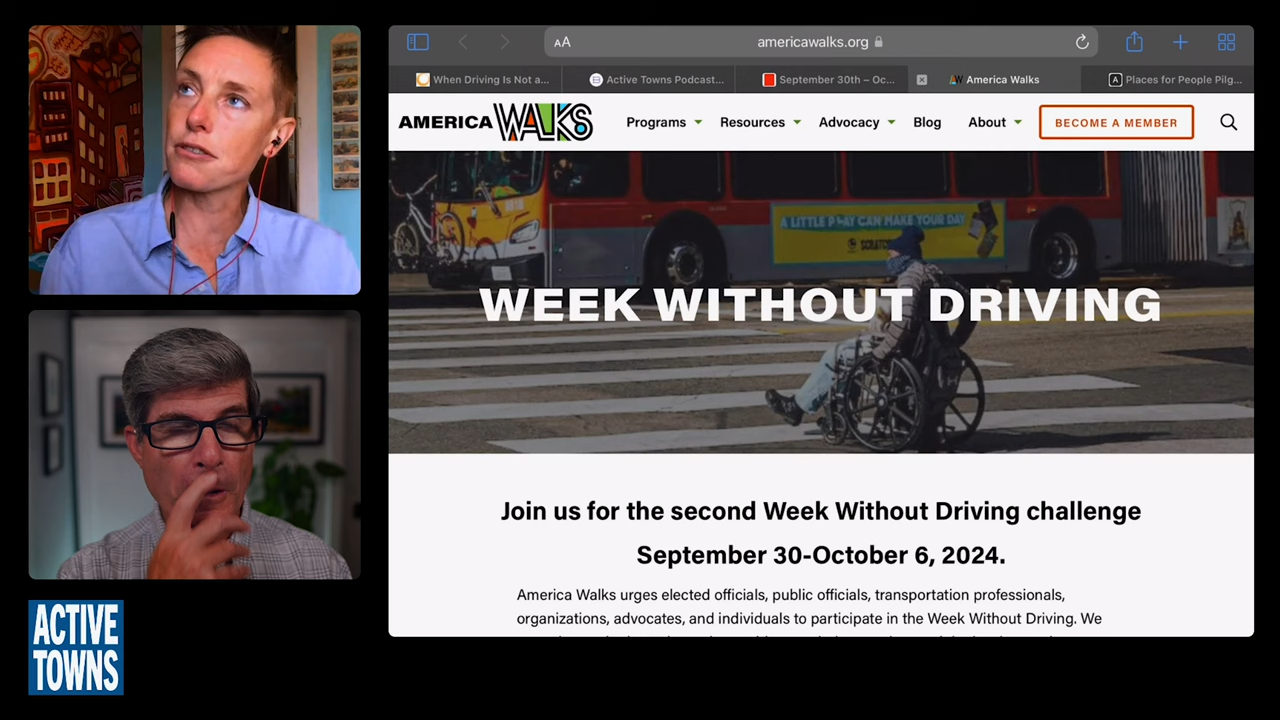 AA
americawalks.org
When Driving Is Not a...
Active Towns Podcast...
September 30th – Oc...
America Walks
Places for People Pilg...
AMERICA WALKS
Programs
Resources
Advocacy
Blog
About
BECOME A MEMBER
A LITTLE PLAY CAN MAKE YOUR DAY
WEEK WITHOUT DRIVING
Join us for the second Week Without Driving challenge
September 30-October 6, 2024.
America Walks urges elected officials, public officials, transportation professionals,
organizations, advocates, and individuals to participate in the Week Without Driving. We
ACTIVE
TOWNS